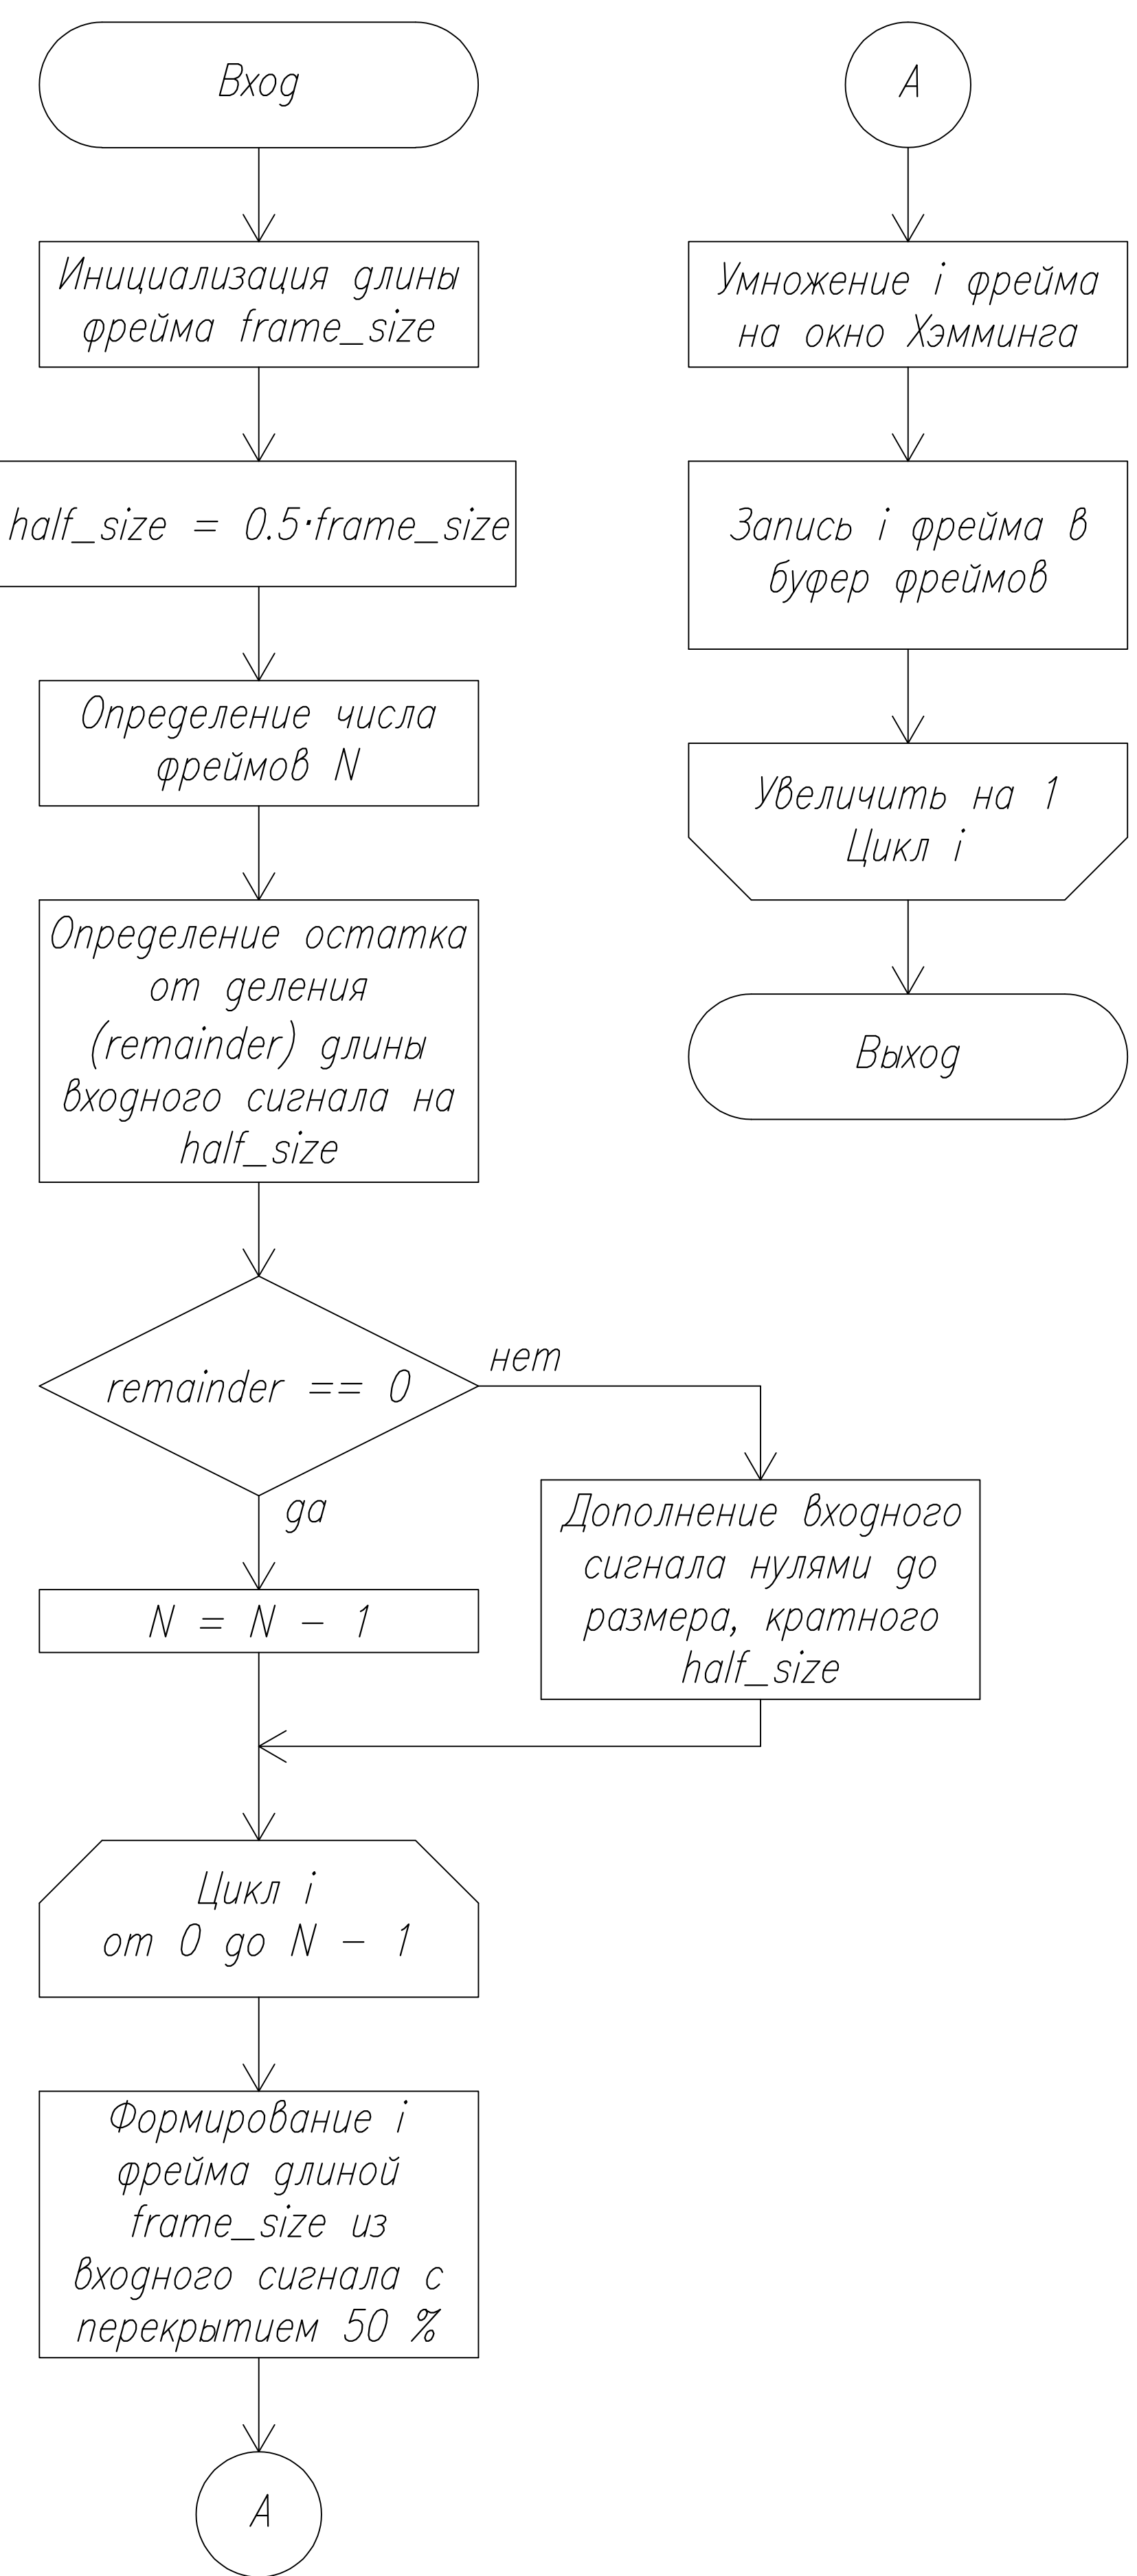 Вход
Инициализация длины
фрейма frame_size
half_size = 0.5·frame_size
Определение числа
фреймов N
Определение остатка
от деления
(remainder) длины
входного сигнала на
half_size
remainder == 0
нет
да
N = N - 1
Дополнение входного
сигнала нулями до
размера, кратного
half_size
Цикл i
от 0 до N - 1
Формирование i
фрейма длиной
frame_size из
входного сигнала с
перекрытием 50 %
А
А
Умножение i фрейма
на окно Хэмминга
Запись i фрейма в
буфер фреймов
Увеличить на 1
Цикл i
Выход